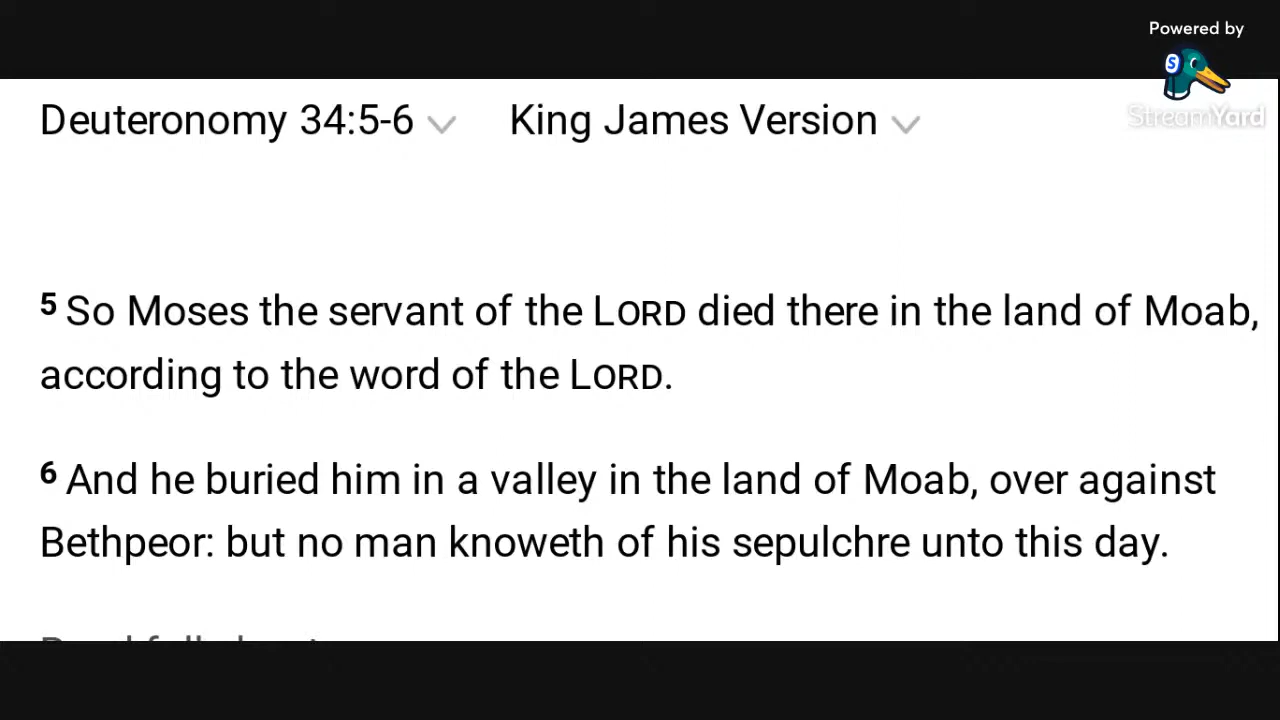 Powered by
StreamYard
Deuteronomy 34:5-6 King James Version
5 So Moses the servant of the LORD died there in the land of Moab,
according to the word of the LORD.
6 And he buried him in a valley in the land of Moab, over against
Bethpeor: but no man knoweth of his sepulchre unto this day.